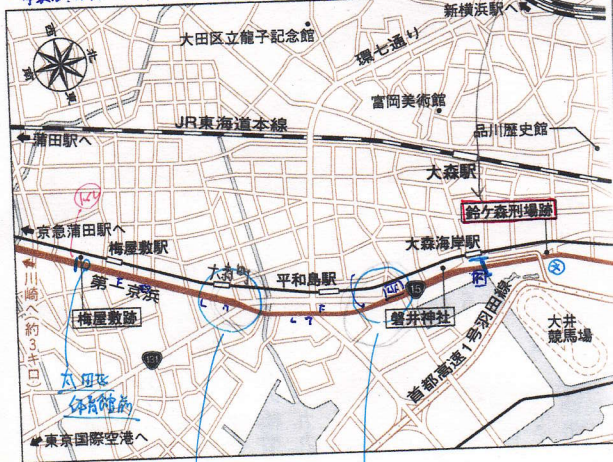 新横浜駅へ
大田区立龍子記念館
環七通り
西
北
南
東
富岡美術館
JR東海道本線
品川歴史館
蒲田駅へ
大森駅
鈴ケ森刑場跡
京急蒲田駅へ
梅屋敷駅
大森海岸駅
大森町
平和島駅
15
第一京浜
川崎へ(約3キロ)
梅屋敷跡
磐井神社
首都高速1号羽田線
大井
競馬場
131
大田区
体育館前
東京国際空港へ